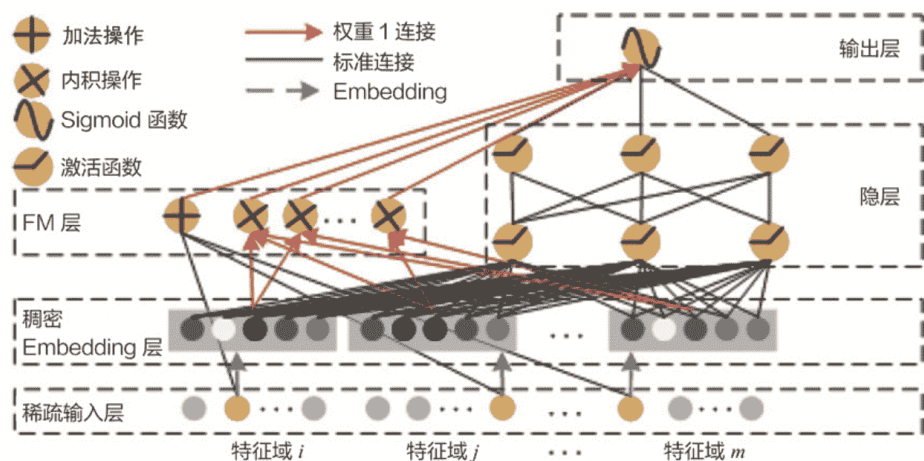 加法操作
内积操作
Sigmoid 函数
激活函数
权重 1 连接
标准连接
Embedding
输出层
隐层
FM 层
稠密
Embedding 层
稀疏输入层
特征域 i
特征域 j
特征域 m